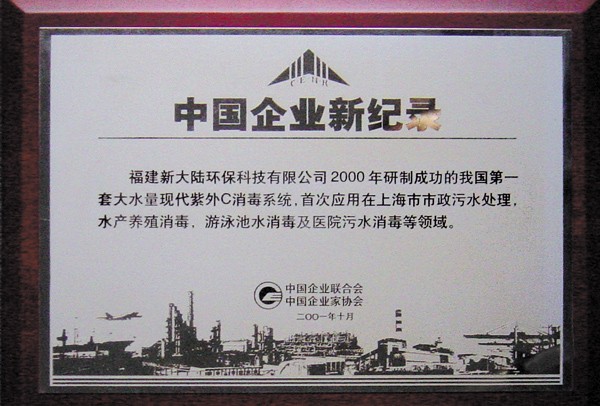 CENR
中国企业新纪录
福建新大陆环保科技有限公司2000年研制成功的我国第一
套大水量现代紫外C消毒系统,首次应用在上海市市政污水处理,
水产养殖消毒,游泳池水消毒及医院污水消毒等领域。
中国企业联合会
中国企业家协会
二〇〇一年十月